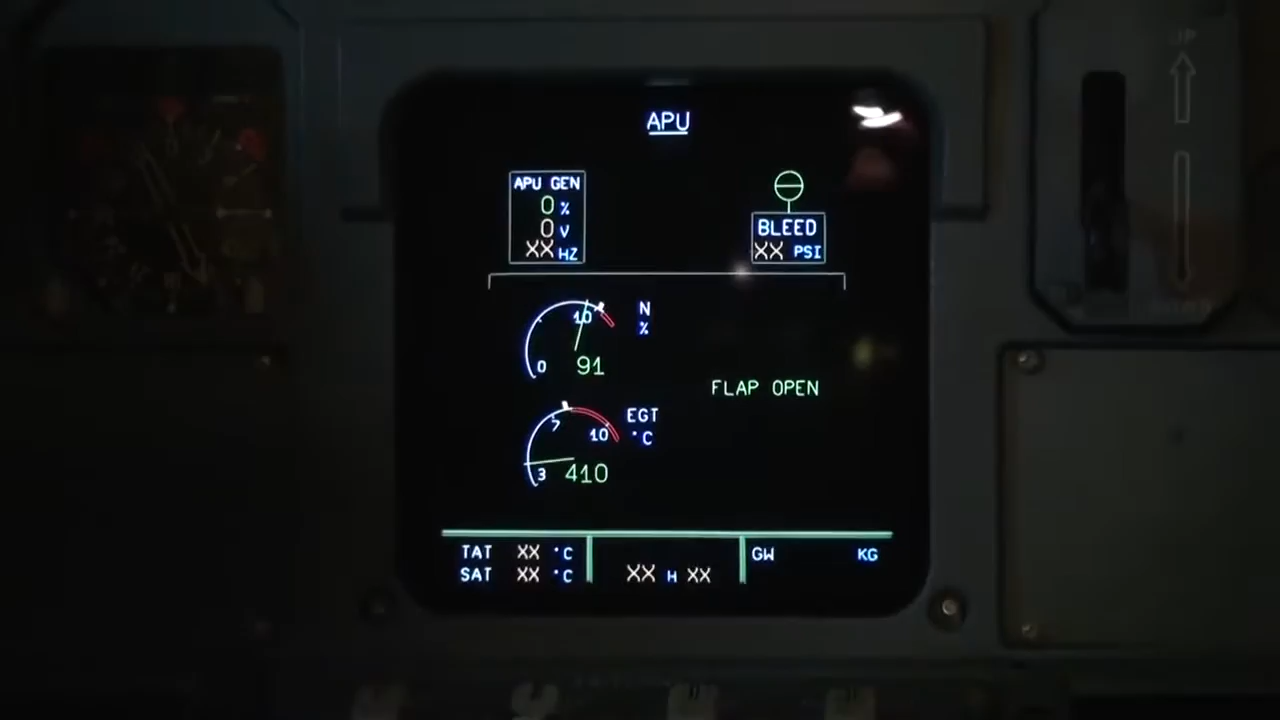 UP
APU
APU GEN
0 %
0 V
XX HZ
BLEED
XX PSI
10
0
N
%
91
FLAP OPEN
7
10
3
EGT
°C
410
TAT XX °C
SAT XX °C
XX H XX
GW KG